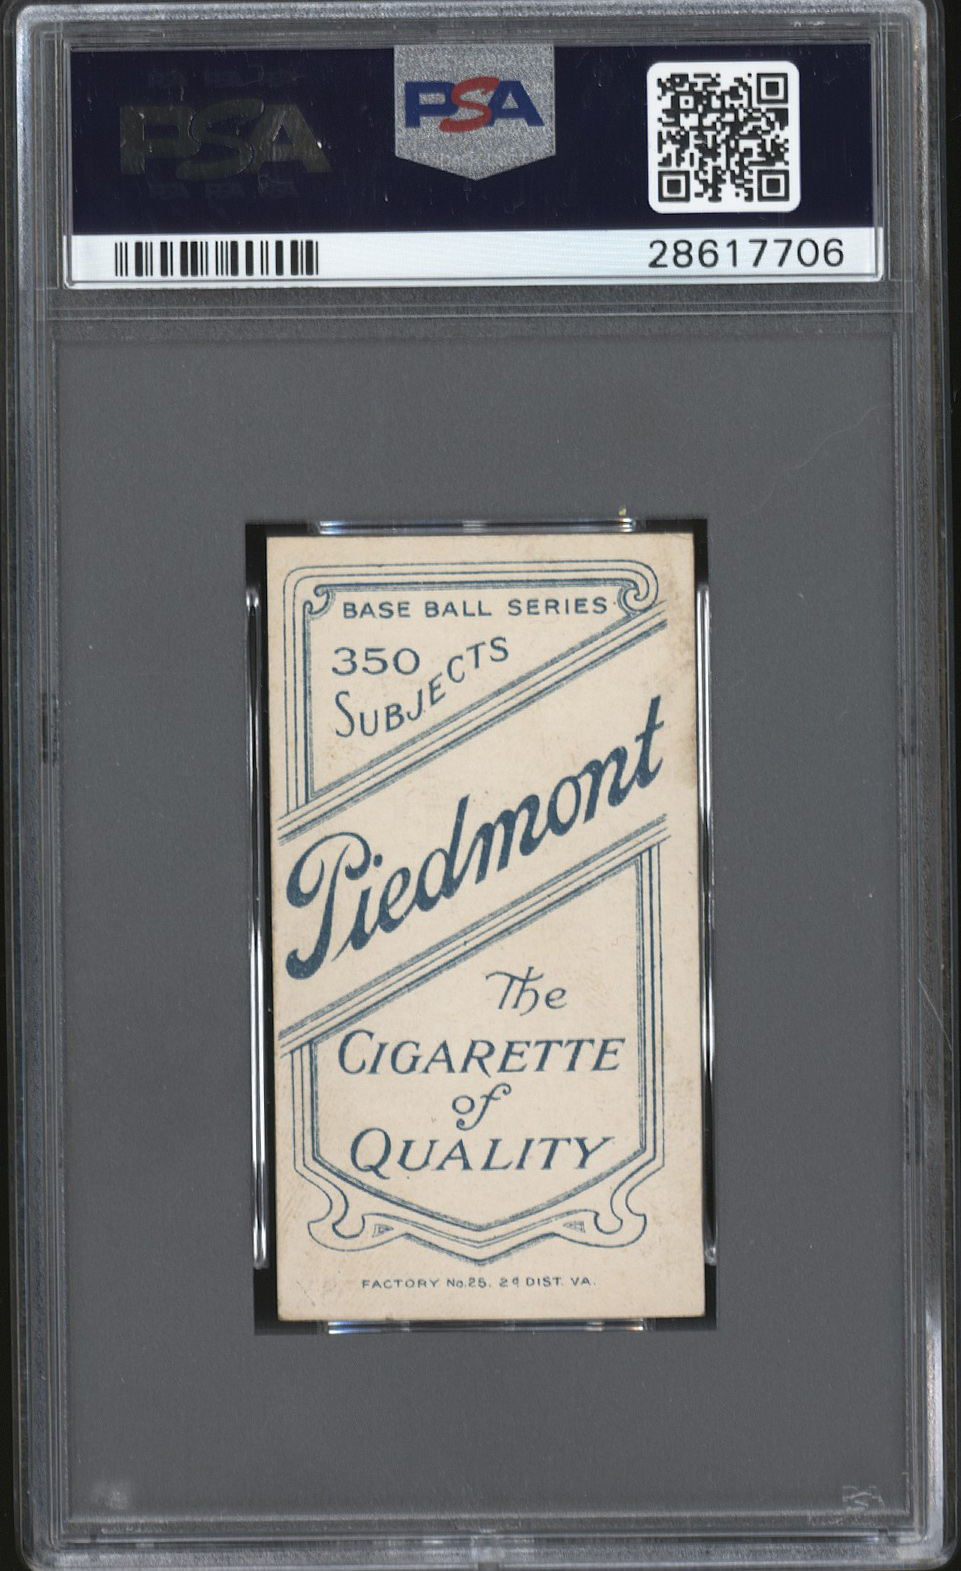 PSA
PSA
28617706
BASE BALL SERIES
350
SUBJECTS
Piedmont
The
CIGARETTE
of
QUALITY
FACTORY No.25. 2d DIST. VA.